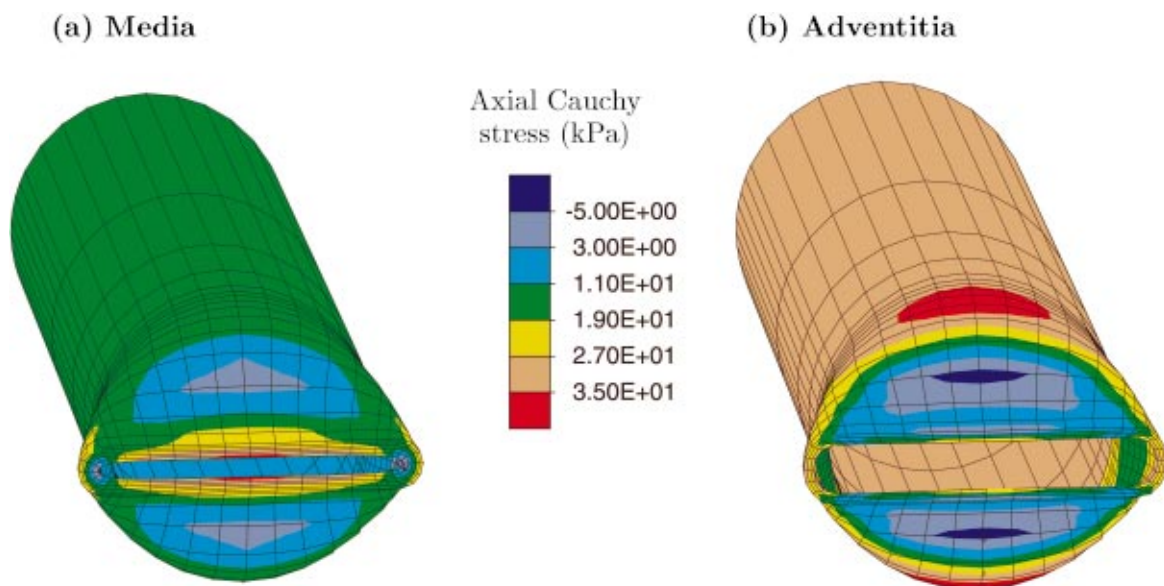 (a) Media
(b) Adventitia
Axial Cauchy
stress (kPa)
-5.00E+00
3.00E+00
1.10E+01
1.90E+01
2.70E+01
3.50E+01